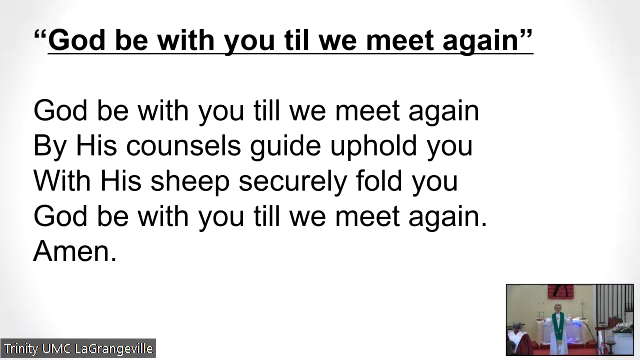 “God be with you til we meet again”
God be with you till we meet again
By His counsels guide uphold you
With His sheep securely fold you
God be with you till we meet again.
Amen.
Trinity UMC LaGrangeville